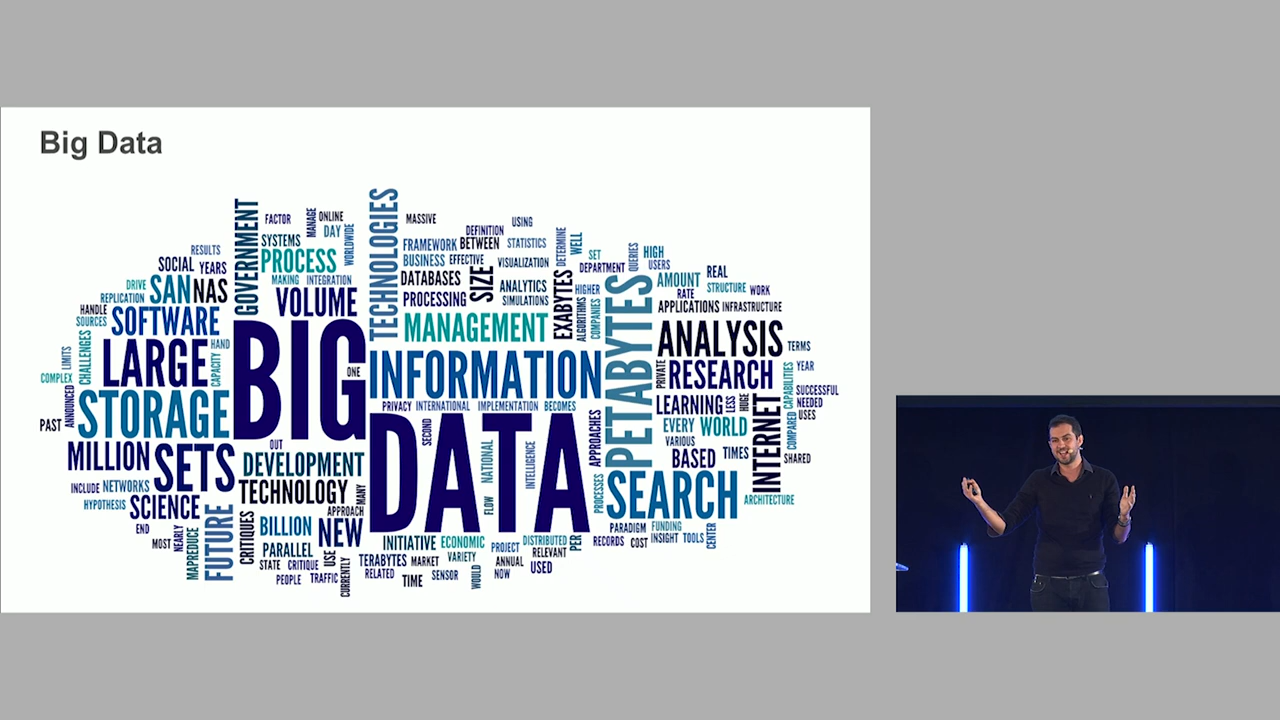 Big Data
GOVERNMENT
FACTOR
MANAGE
ONLINE
DAY
WORLDWIDE
TECHNOLOGIES
MASSIVE
RESULTS
SYSTEMS
PROCESS
MAKING
INTEGRATION
SOCIAL
YEARS
DRIVE
REPLICATION
SAN
NAS
VOLUME
HANDLE
SOURCES
SOFTWARE
FRAMEWORK
DEFINITION
BETWEEN
USING
STATISTICS
BUSINESS
EFFECTIVE
VISUALIZATION
DATABASES
SIZE
ANALYTICS
PROCESSING
SIMULATIONS
DETERMINE
WELL
EXABYTES
SET
DEPARTMENT
HIGHER
ALGORITHMS
COMPANIES
QUERIES
HIGH
USERS
AMOUNT
REAL
RATE
STRUCTURE
WORK
APPLICATIONS
INFRASTRUCTURE
MANAGEMENT
PETABYTES
ANALYSIS
TERMS
LIMITS
CHALLENGES
LARGE
HAND
CAPACITY
BIG
ONE
INFORMATION
PRIVATE
RESEARCH
CAPABILITIES
YEAR
COMPLEX
ANNOUNCED
PAST
STORAGE
PRIVACY
INTERNATIONAL
IMPLEMENTATION
BECOMES
LEARNING
LESS
HUGE
INTERNET
SUCCESSFUL
NEEDED
USES
COMPARED
SECOND
DATA
NATIONAL
FLOW
INTELLIGENCE
APPROACHES
EVERY
WORLD
VARIOUS
BASED
TIMES
SHARED
MILLION
SETS
OUT
DEVELOPMENT
TECHNOLOGY
MANY
PROCESSES
SEARCH
ARCHITECTURE
INCLUDE
NETWORKS
HYPOTHESIS
SCIENCE
END
MOST
NEARLY
MAPREDUCE
FUTURE
CRITIQUES
BILLION
APPROACH
NEW
PARALLEL
STATE
CRITIQUE
USE
PEOPLE
TRAFFIC
CURRENTLY
INITIATIVE
ECONOMIC
TERABYTES
MARKET
VARIETY
RELATED
TIME
SENSOR
WOULD
PROJECT
DISTRIBUTED
ANNUAL
RELEVANT
NOW
USED
PER
PARADIGM
FUNDING
RECORDS
COST
INSIGHT
TOOLS
CENTER